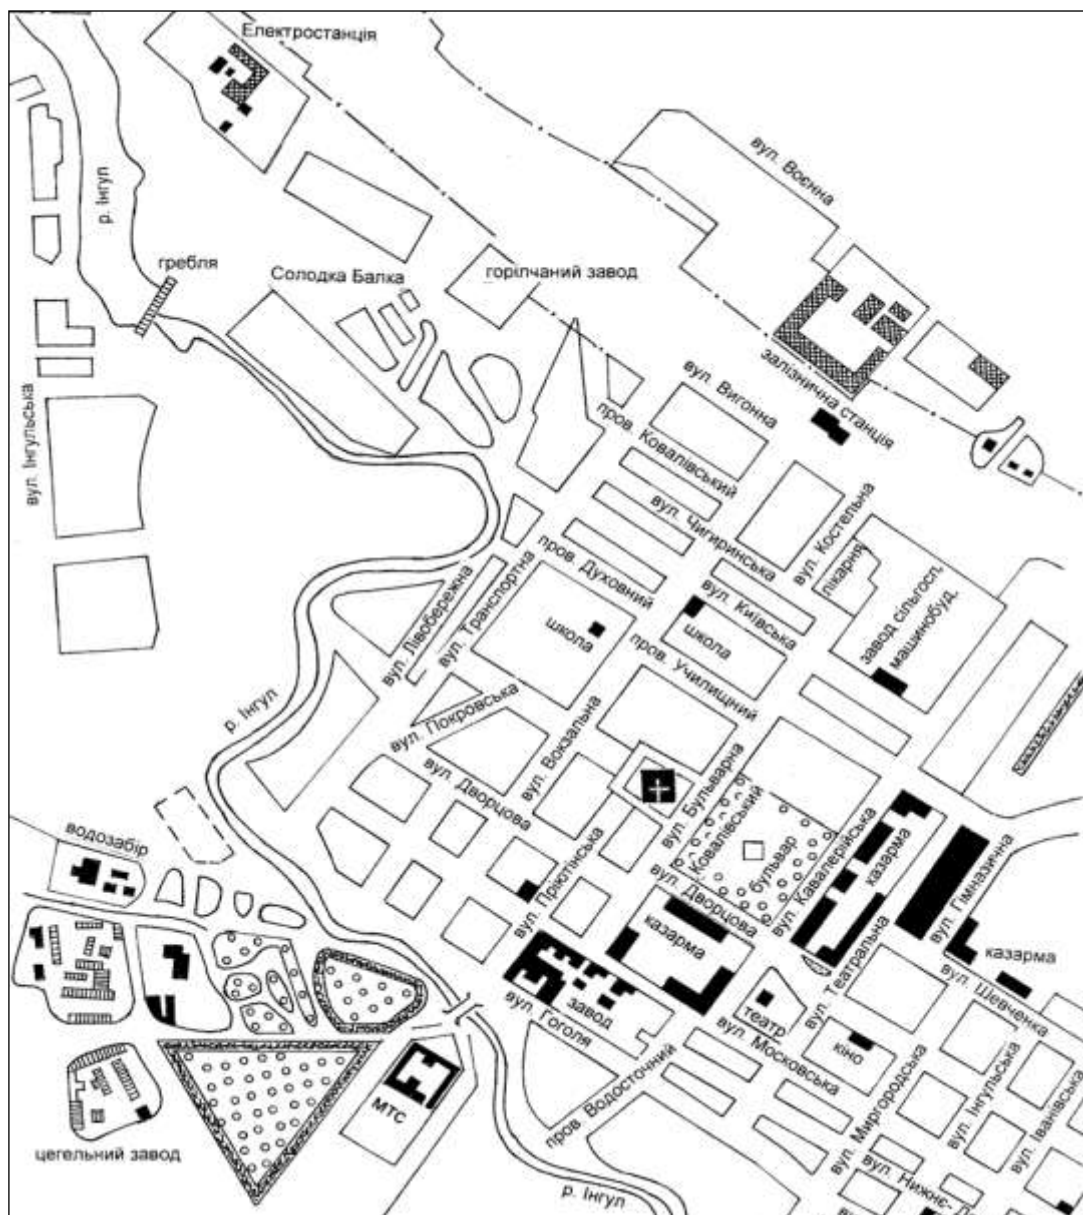 Електростанція
вул. Воєнна
р. Інгул
гребля
Солодка Балка
горілчаний завод
залізнична станція
вул. Вигонна
пров. Ковалівський
вул. Інгульська
вул. Чигиринська
вул. Костельна
лікарня
завод сільгосп.
машинобуд.
пров. Духовний
вул. Київська
вул. Лівобережна
вул. Транспортна
школа
школа
пров. Училищний
р. Інгул
вул. Покровська
вул. Вокзальна
вул. Дворцова
вул. Бульварна
Ковалівський
бульвар
вул. Кавалерійська
казарма
вул. Гімназична
водозабір
вул. Пріютінська
вул. Дворцова
казарма
казарма
вул. Театральна
вул. Шевченка
завод
вул. Гоголя
театр
вул. Московська
кіно
МТС
пров. Водосточний
вул. Миргородська
вул. Інгульська
вул. Іванівська
цегельний завод
вул. Нижнє-
р. Інгул